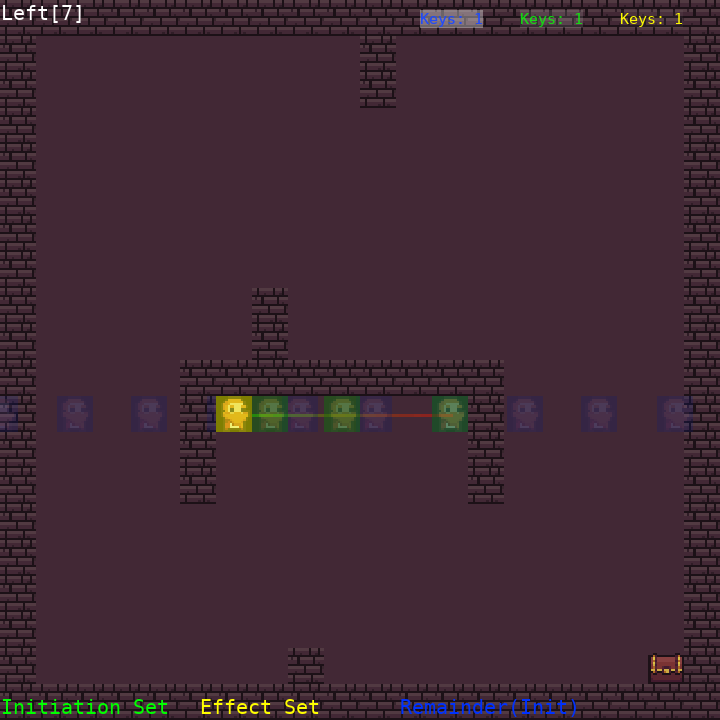 Left[7]
Keys: 1 Keys: 1 Keys: 1
Initiation Set Effect Set Remainder(Init)